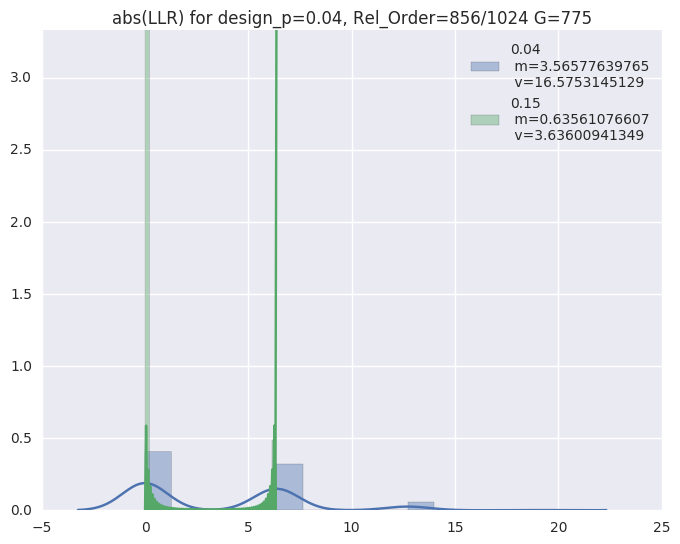 abs(LLR) for design_p=0.04, Rel_Order=856/1024 G=775
0.04
m=3.56577639765
v=16.5753145129
0.15
m=0.63561076607
v=3.63600941349
3.0
2.5
2.0
1.5
1.0
0.5
0.0
−5 0 5 10 15 20 25